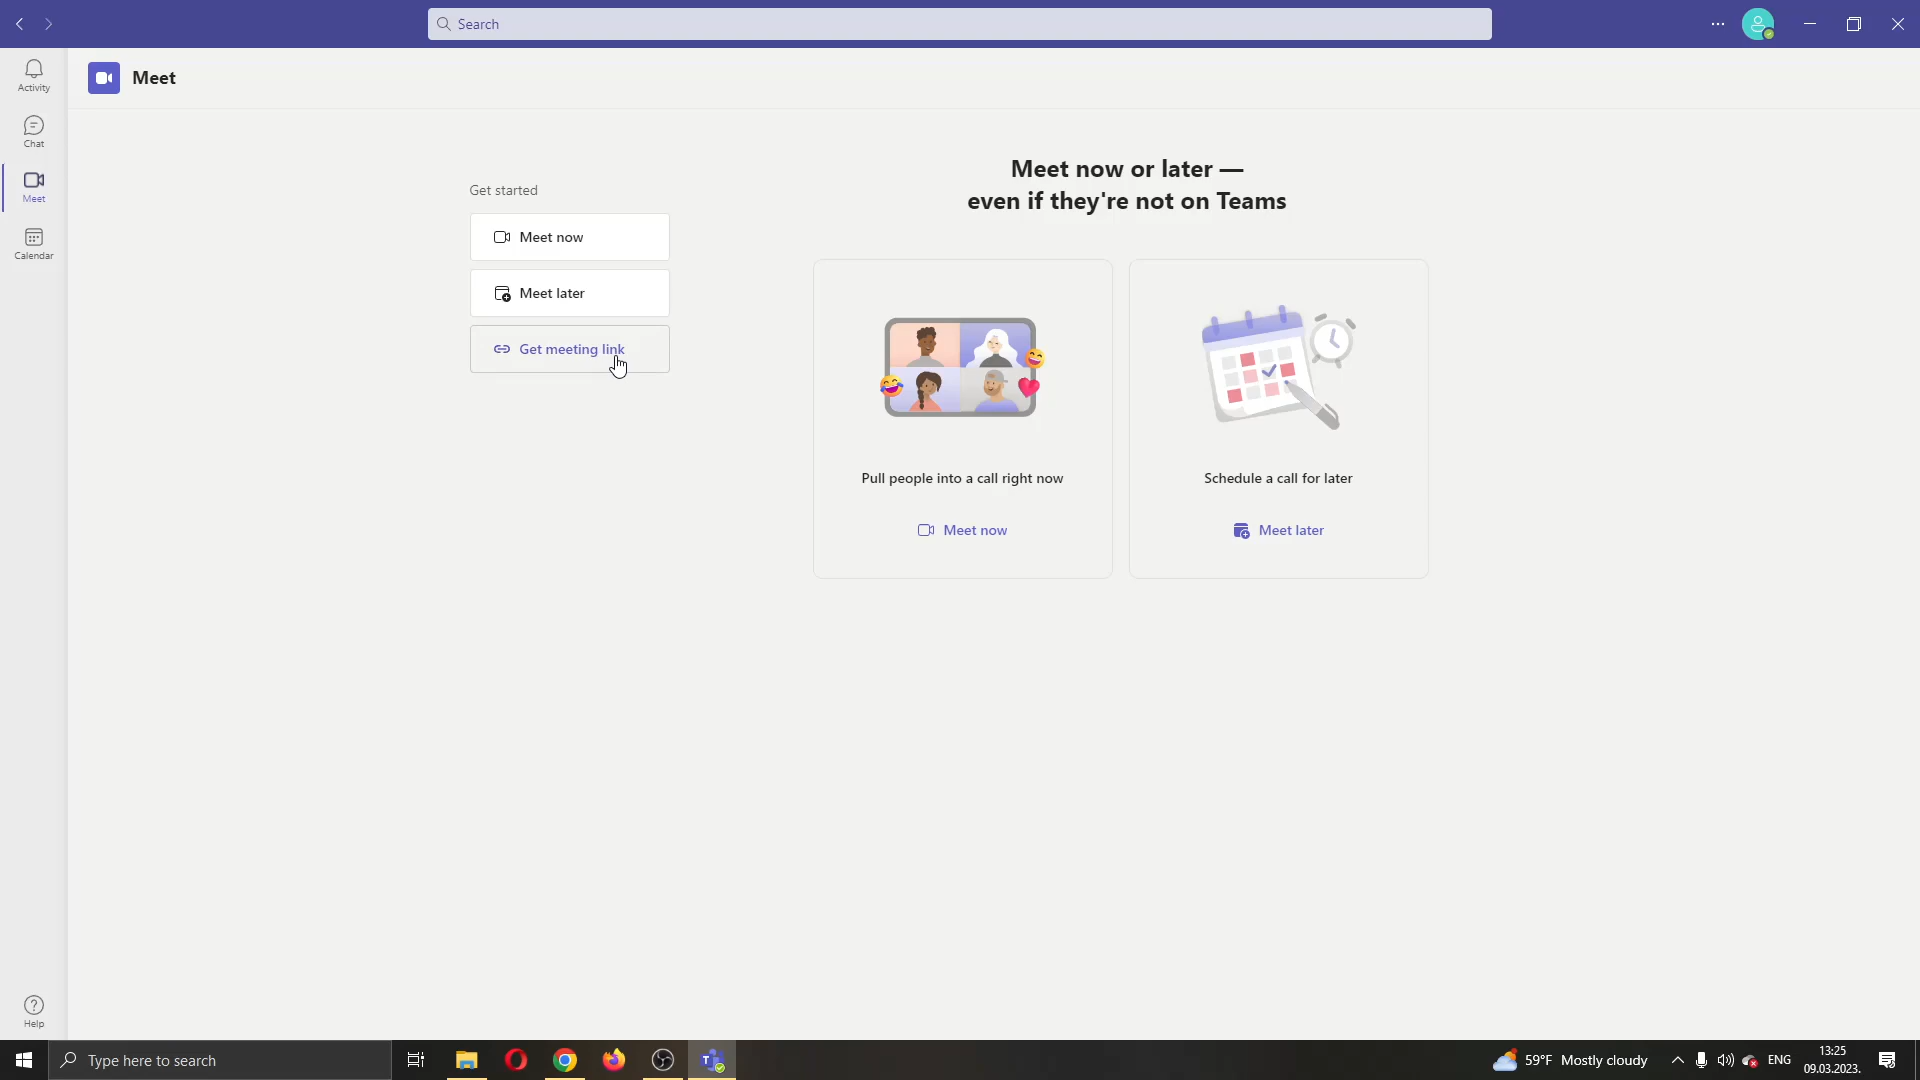 Search
Activity
Chat
Meet
Calendar
Help
Meet
Get started
Meet now
Meet later
Get meeting link
Meet now or later —
even if they're not on Teams
Pull people into a call right now
Meet now
Schedule a call for later
Meet later
Type here to search
59°F Mostly cloudy
ENG
13:25
09.03.2023.